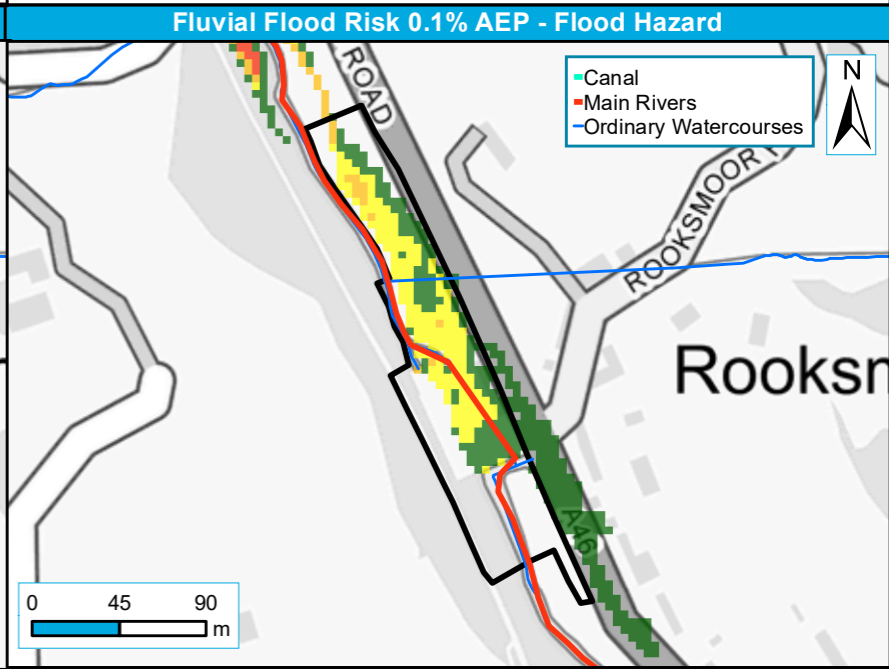 Fluvial Flood Risk 0.1% AEP - Flood Hazard
ROAD
Canal
Main Rivers
Ordinary Watercourses
N
ROOKSMOOR
Rooksm
A46
0 45 90
m